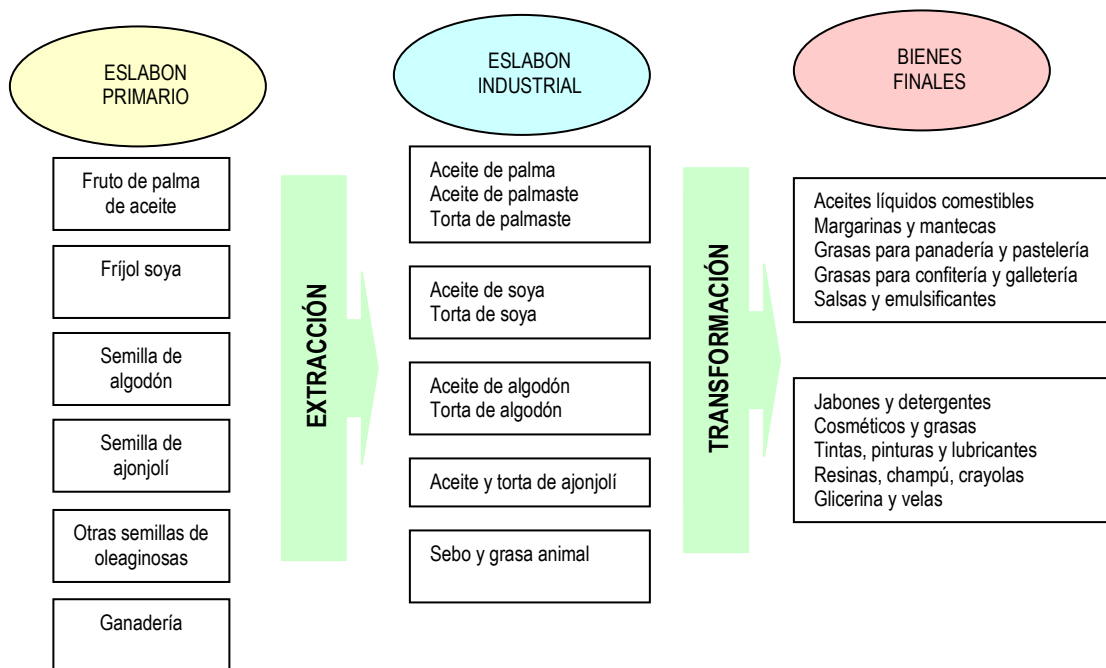 ESLABON
PRIMARIO
Fruto de palma
de aceite
Fríjol soya
Semilla de
algodón
Semilla de
ajonjolí
Otras semillas de
oleaginosas
Ganadería
EXTRACCIÓN
ESLABON
INDUSTRIAL
Aceite de palma
Aceite de palmaste
Torta de palmaste
Aceite de soya
Torta de soya
Aceite de algodón
Torta de algodón
Aceite y torta de ajonjolí
Sebo y grasa animal
TRANSFORMACIÓN
BIENES
FINALES
Aceites líquidos comestibles
Margarinas y mantecas
Grasas para panadería y pastelería
Grasas para confitería y galletería
Salsas y emulsificantes
Jabones y detergentes
Cosméticos y grasas
Tintas, pinturas y lubricantes
Resinas, champú, crayolas
Glicerina y velas